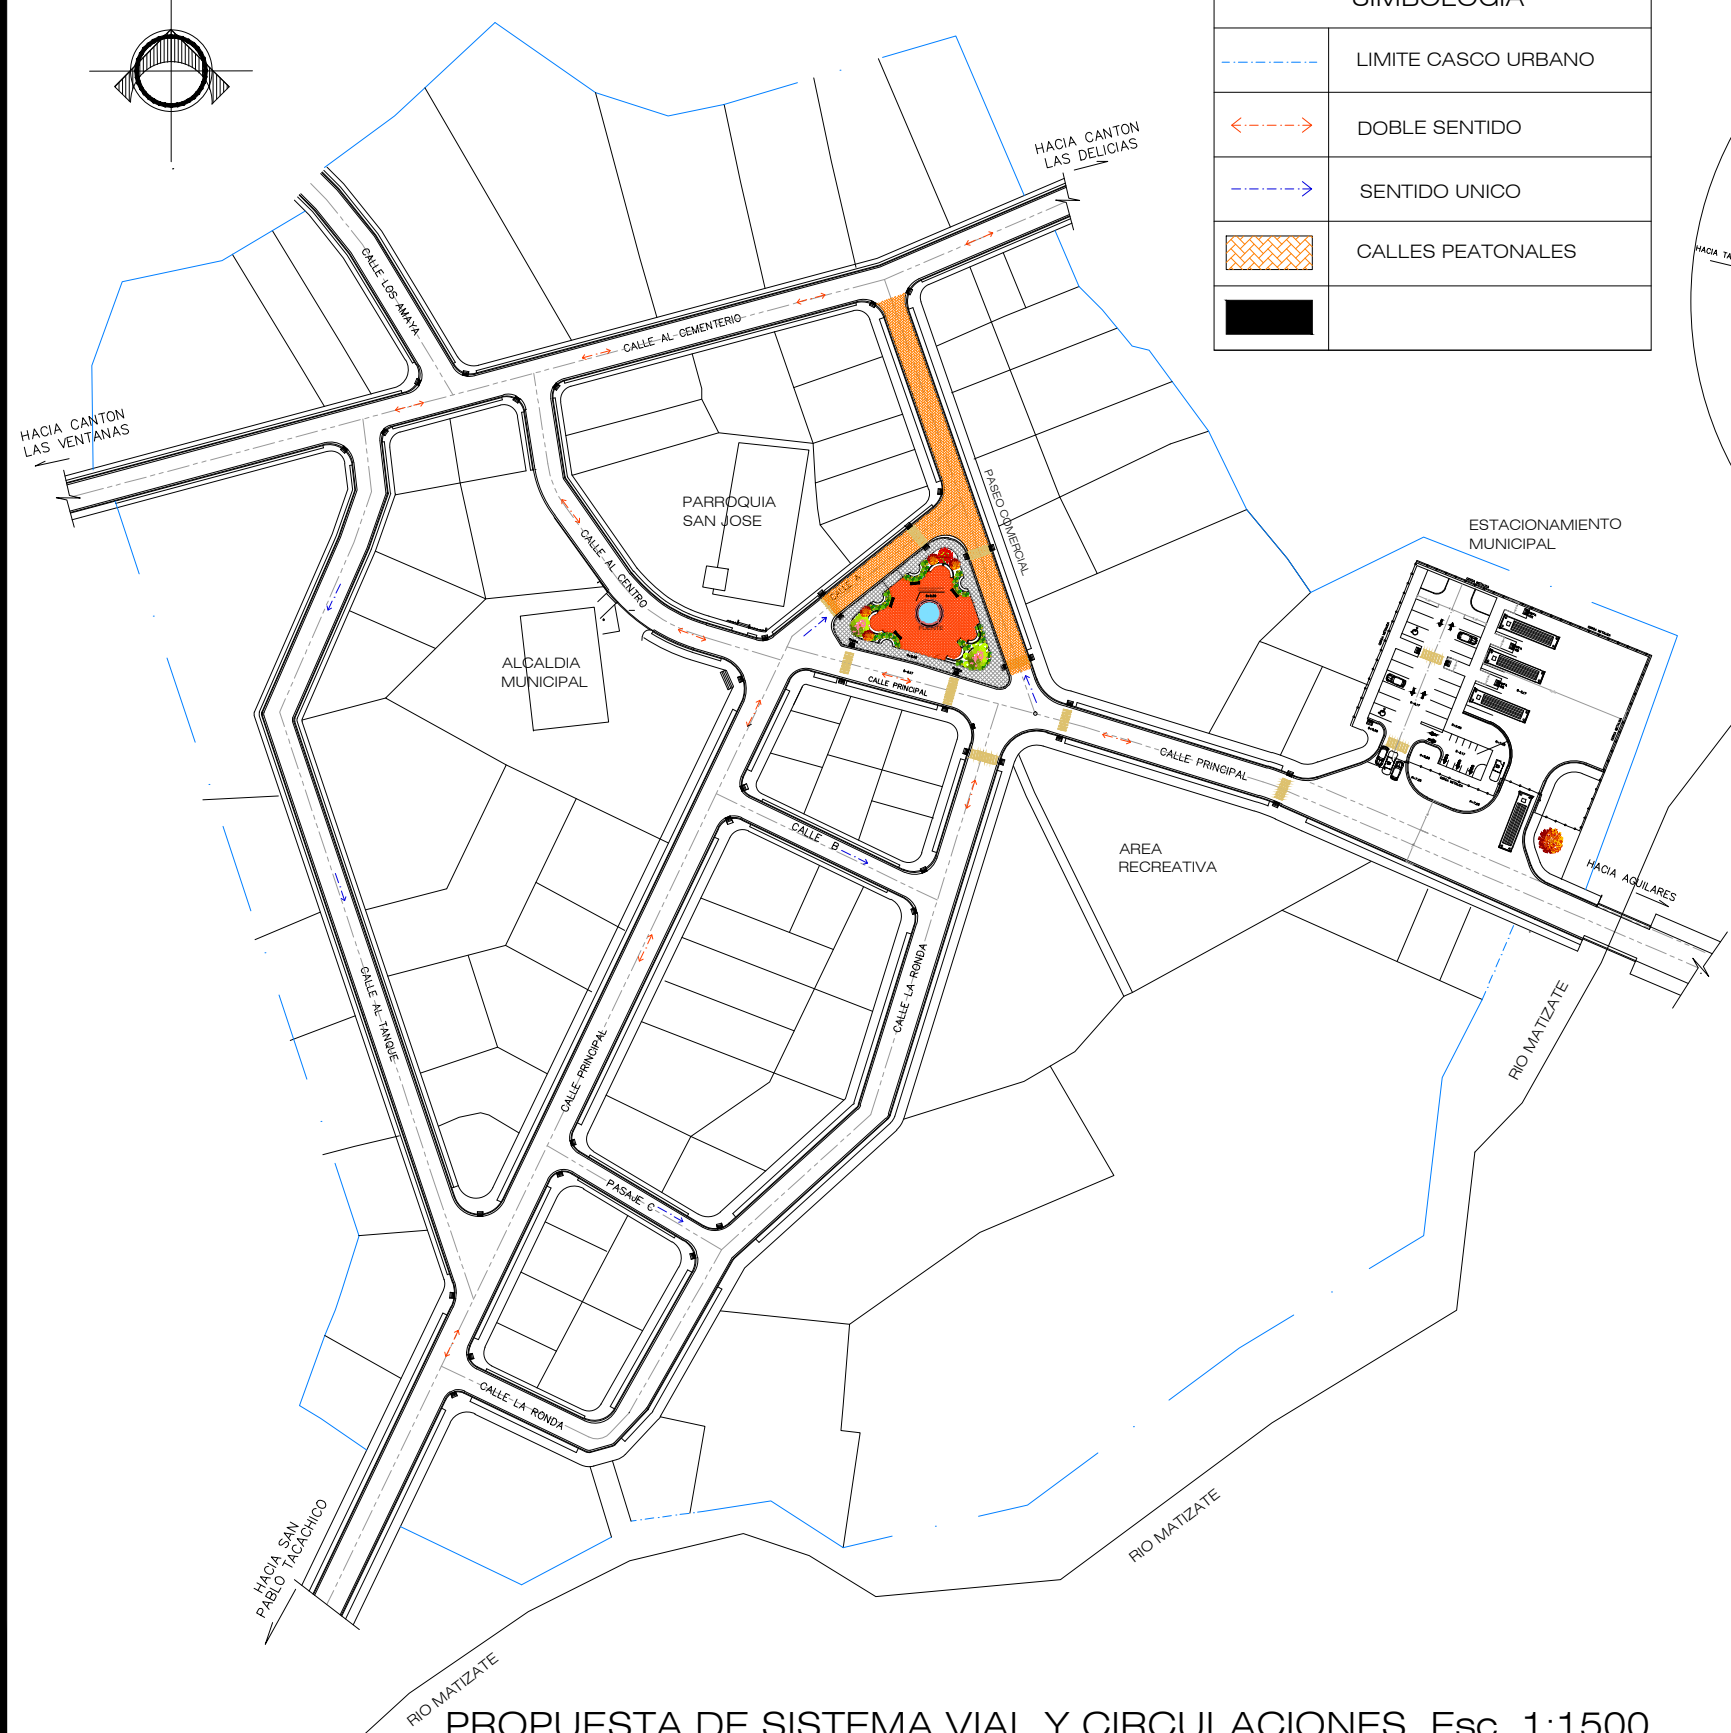 SIMBOLOGIA
LIMITE CASCO URBANO
DOBLE SENTIDO
SENTIDO UNICO
CALLES PEATONALES
HACIA CANTON
LAS DELICIAS
HACIA TA
CALLE LOS AMAYA
CALLE AL CEMENTERIO
HACIA CANTON
LAS VENTANAS
PARROQUIA
SAN JOSE
PASEO COMERCIAL
ESTACIONAMIENTO
MUNICIPAL
CALLE AL CENTRO
CALLE A
ALCALDIA
MUNICIPAL
CALLE PRINCIPAL
CALLE PRINCIPAL
CALLE B
AREA
RECREATIVA
HACIA AGUILARES
CALLE AL TANQUE
CALLE LA RONDA
CALLE PRINCIPAL
RIO MATIZATE
PASAJE C
CALLE LA RONDA
HACIA SAN
PABLO TACACHICO
RIO MATIZATE
RIO MATIZATE
PROPUESTA DE SISTEMA VIAL Y CIRCULACIONES Esc. 1:1500